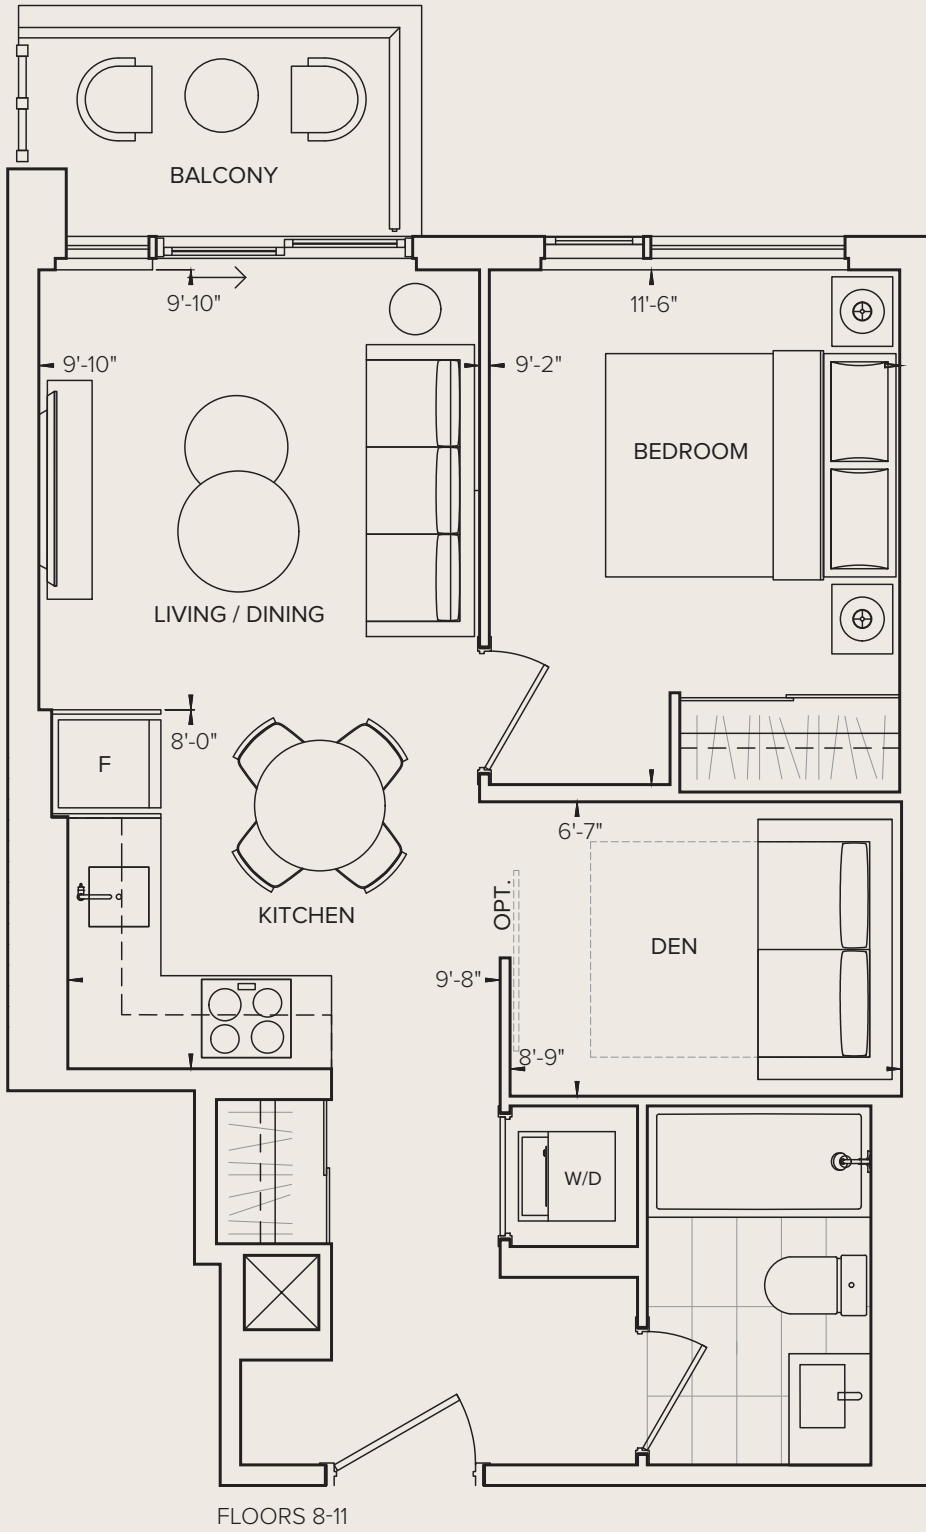 BALCONY
9'-10"
11'-6"
9'-10"
9'-2"
BEDROOM
LIVING / DINING
8'-0"
F
6'-7"
OPT.
KITCHEN
DEN
9'-8"
8'-9"
W/D
FLOORS 8-11